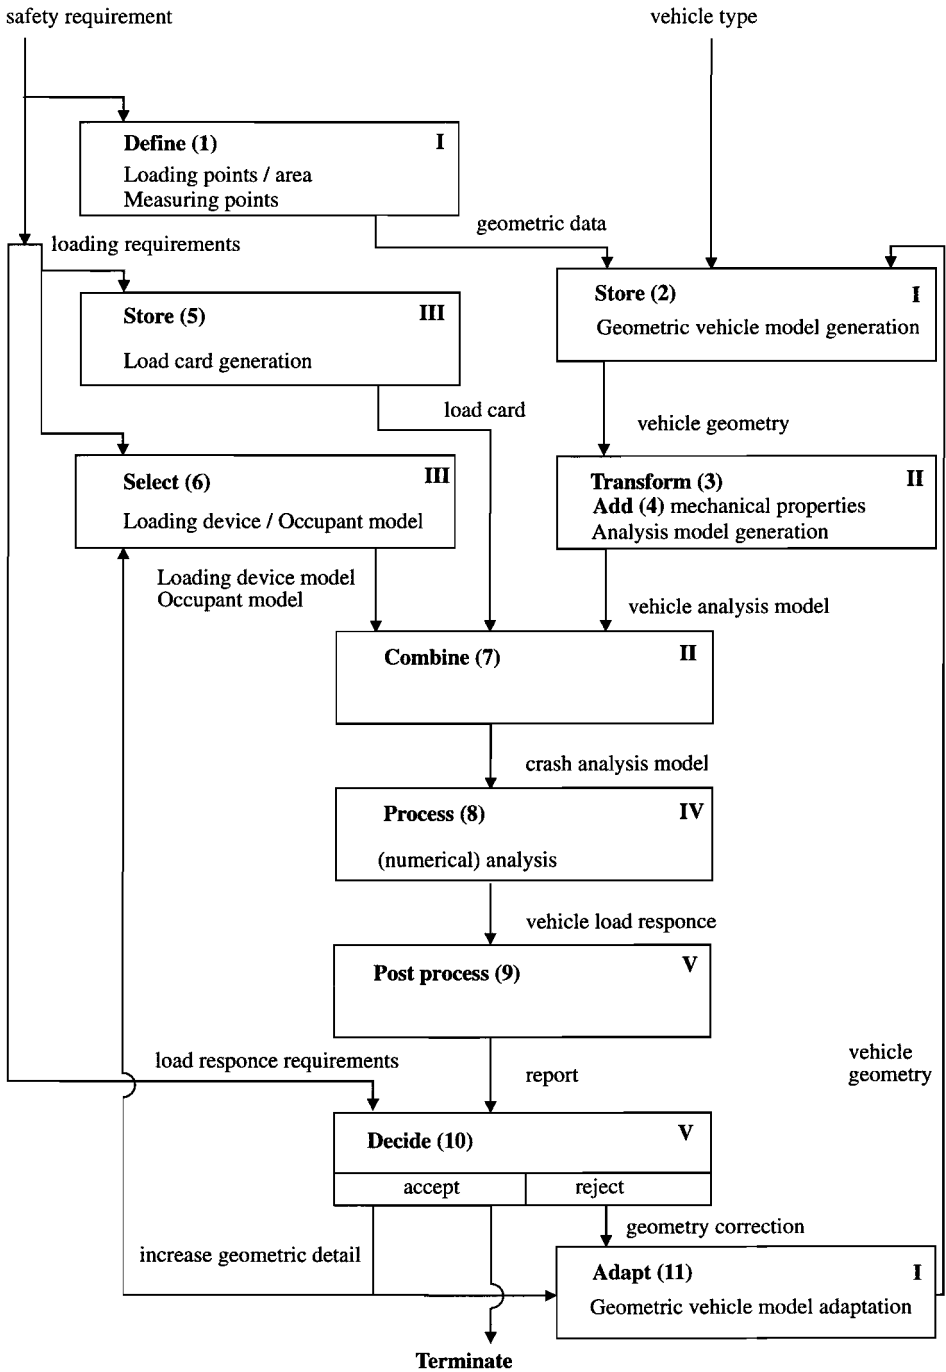 safety requirement
vehicle type
Define (1) I
Loading points / area
Measuring points
geometric data
loading requirements
Store (5) III
Load card generation
Store (2) I
Geometric vehicle model generation
load card
vehicle geometry
Select (6) III
Loading device / Occupant model
Transform (3) II
Add (4) mechanical properties
Analysis model generation
Loading device model
Occupant model
vehicle analysis model
Combine (7) II
crash analysis model
Process (8) IV
(numerical) analysis
vehicle load responce
Post process (9) V
load responce requirements
report
vehicle
geometry
Decide (10) V
accept reject
geometry correction
increase geometric detail
Adapt (11) I
Geometric vehicle model adaptation
Terminate